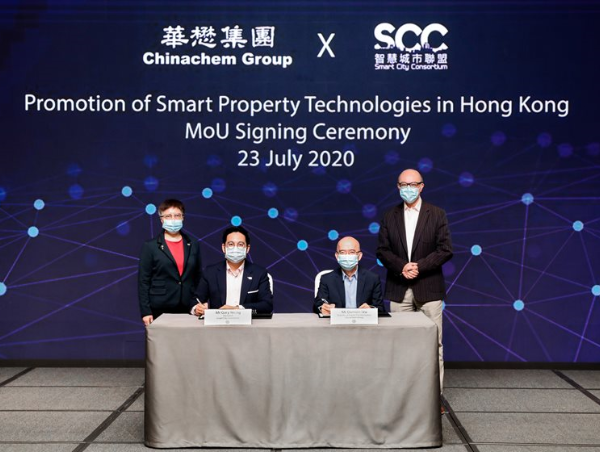 華懋集團
Chinachem Group
X
SCC
智慧城市聯盟
Smart City Consortium
Promotion of Smart Property Technologies in Hong Kong
MoU Signing Ceremony
23 July 2020